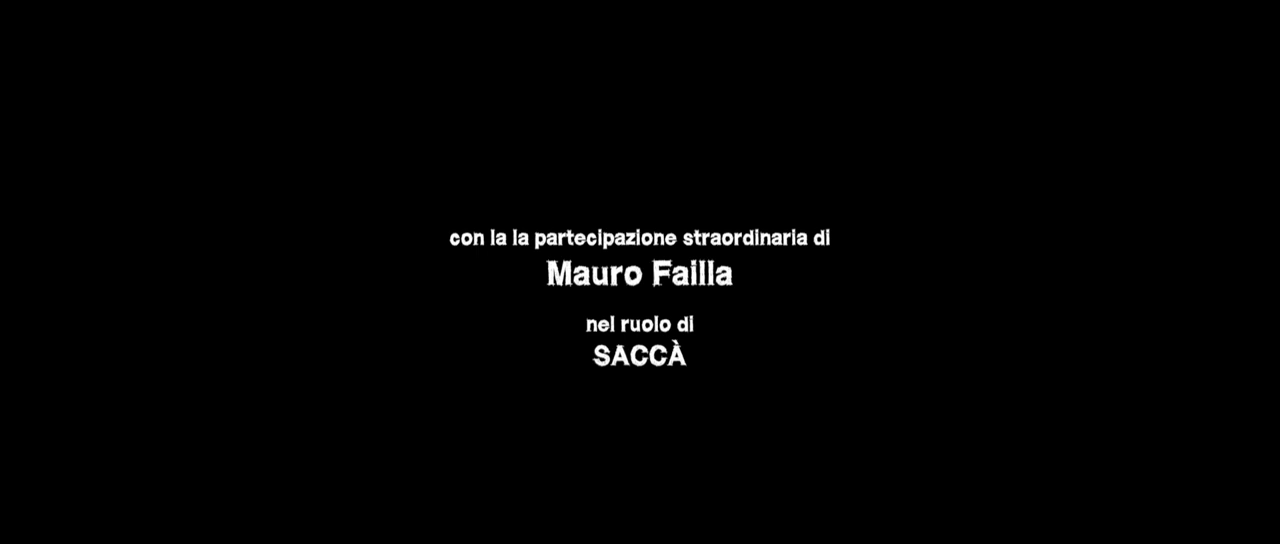 con la la partecipazione straordinaria di
Mauro Failla
nel ruolo di
SACCÀ